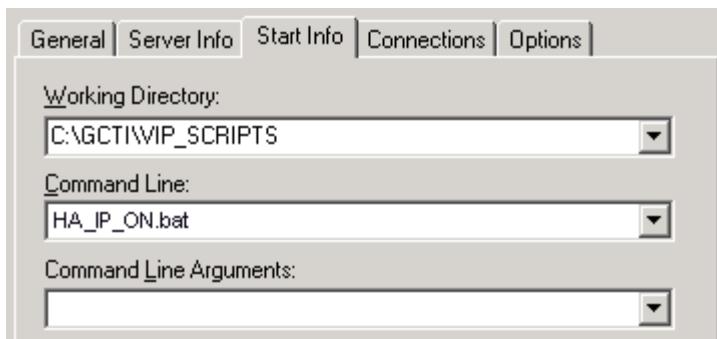 General Server Info Start Info Connections Options
Working Directory:
C:\GCTI\VIP_SCRIPTS
Command Line:
HA_IP_ON.bat
Command Line Arguments: